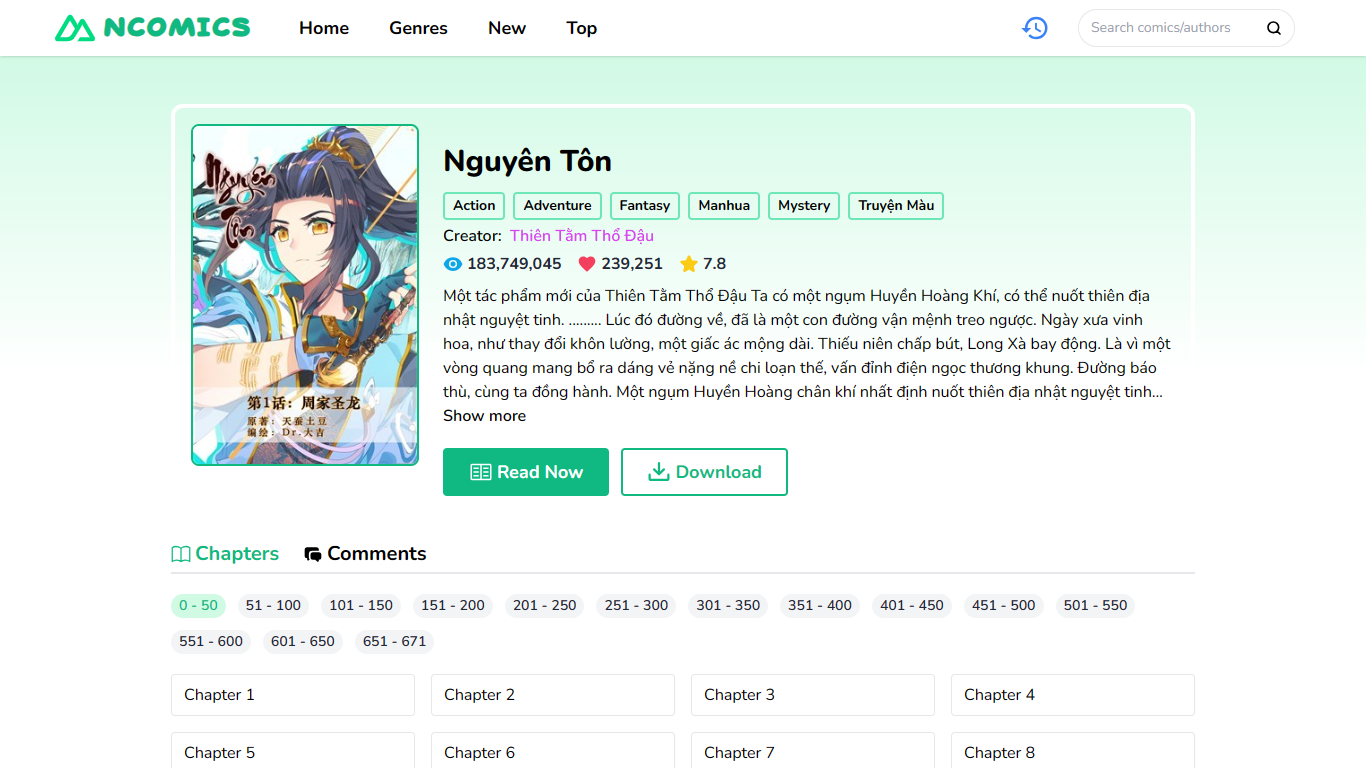 NCOMICS
Home Genres New Top
Search comics/authors
Nguyên Tôn
第1话：周家圣龙
原著：天蚕土豆
编绘：Dr.大吉
Nguyên Tôn
Action Adventure Fantasy Manhua Mystery Truyện Màu
Creator: Thiên Tằm Thổ Đậu
183,749,045 239,251 7.8
Một tác phẩm mới của Thiên Tằm Thổ Đậu Ta có một ngụm Huyền Hoàng Khí, có thể nuốt thiên địa
nhật nguyệt tinh. ......... Lúc đó đường về, đã là một con đường vận mệnh treo ngược. Ngày xưa vinh
hoa, như thay đổi khôn lường, một giấc ác mộng dài. Thiếu niên chấp bút, Long Xà bay động. Là vì một
vòng quang mang bổ ra dáng vẻ nặng nề chi loạn thế, vấn đỉnh điện ngọc thương khung. Đường báo
thù, cùng ta đồng hành. Một ngụm Huyền Hoàng chân khí nhất định nuốt thiên địa nhật nguyệt tinh...
Show more
Read Now Download
Chapters Comments
0 - 50 51 - 100 101 - 150 151 - 200 201 - 250 251 - 300 301 - 350 351 - 400 401 - 450 451 - 500 501 - 550
551 - 600 601 - 650 651 - 671
Chapter 1 Chapter 2 Chapter 3 Chapter 4
Chapter 5 Chapter 6 Chapter 7 Chapter 8